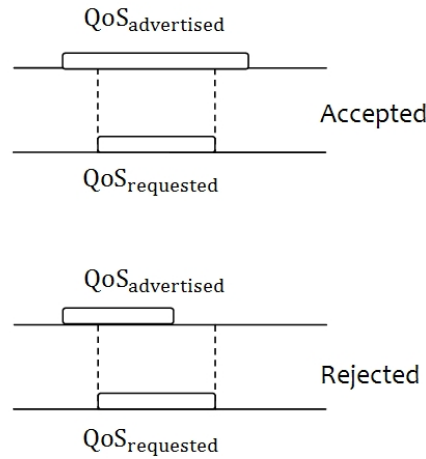 QoS_advertised
Accepted
QoS_requested
QoS_advertised
Rejected
QoS_requested